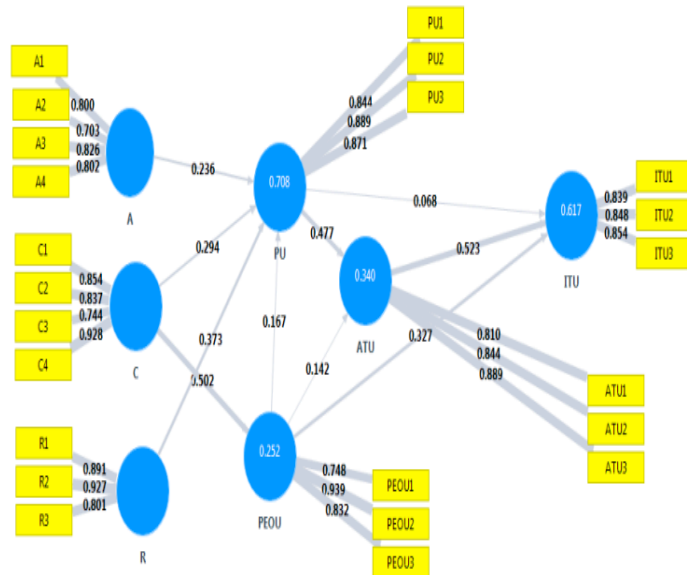 PU1
PU2
PU3
0.844
0.889
0.871
A1
A2
A3
A4
0.800
0.703
0.826
0.802
A
0.236
0.708
PU
0.068
0.617
ITU
ITU1
ITU2
ITU3
0.839
0.848
0.854
C1
C2
C3
C4
0.854
0.837
0.744
0.928
C
0.294
0.477
0.523
0.340
ATU
0.167
0.373
0.502
0.142
0.327
0.810
0.844
0.889
ATU1
ATU2
ATU3
R1
R2
R3
0.891
0.927
0.801
R
0.252
PEOU
0.748
0.939
0.832
PEOU1
PEOU2
PEOU3